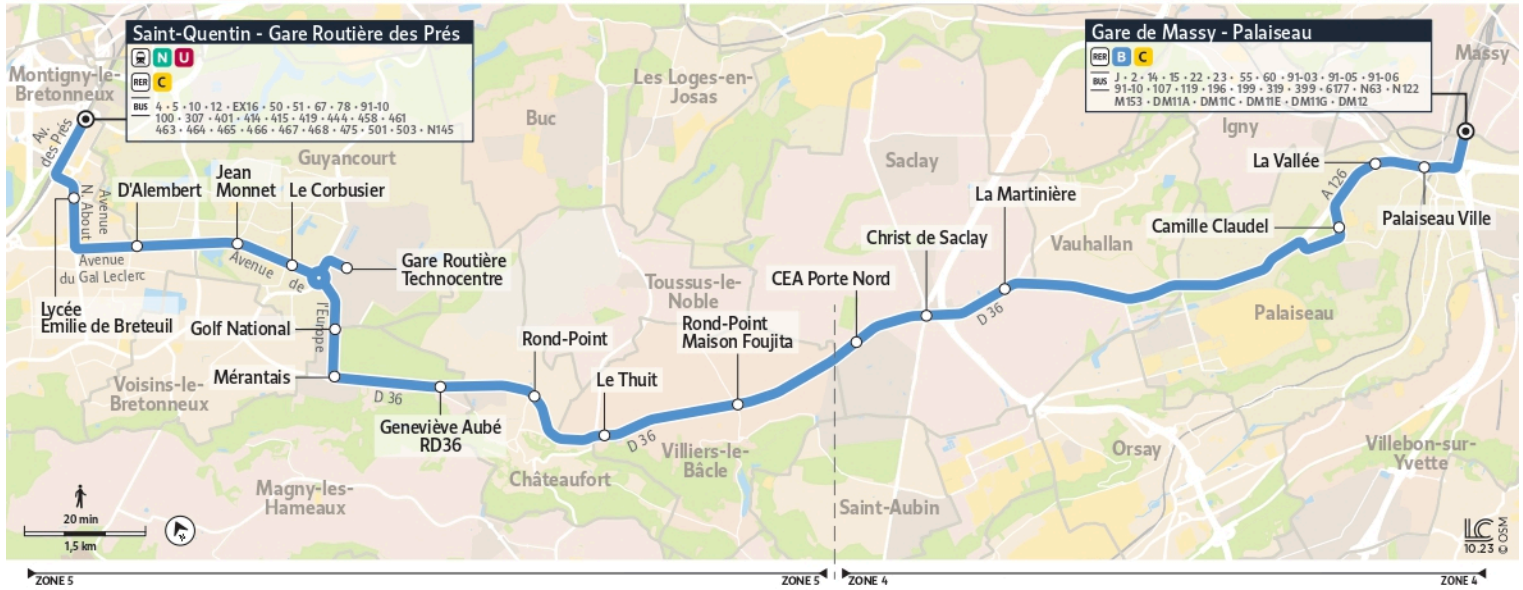 Saint-Quentin - Gare Routière des Prés
N U
RER C
BUS 4 • 5 • 10 • 12 • EX16 • 50 • 51 • 67 • 78 • 91-10
100 • 307 • 401 • 414 • 415 • 419 • 444 • 458 • 461
463 • 464 • 465 • 466 • 467 • 468 • 475 • 501 • 503 • N145
Gare de Massy - Palaiseau
RER B C
BUS J • 2 • 14 • 15 • 22 • 23 • 55 • 60 • 91-03 • 91-05 • 91-06
91-10 • 107 • 119 • 196 • 199 • 319 • 399 • 6177 • N63 • N122
M153 • DM11A • DM11C • DM11E • DM11G • DM12
Montigny-le-
Bretonneux
Les Loges-en-
Josas
Massy
Buc
Igny
Av.
des Prés
Guyancourt
Saclay
La Vallée
D'Alembert
Jean
Monnet
Le Corbusier
La Martinière
A 126
N. About
Avenue
Camille Claudel
Palaiseau Ville
Christ de Saclay
Vauhallan
Avenue
du Gal Leclerc
Avenue
de
l'Europe
Gare Routière
Technocentre
Toussus-le-
Noble
CEA Porte Nord
Lycée
Emilie de Breteuil
Golf National
Rond-Point
Rond-Point
Maison Foujita
D 36
Palaiseau
Mérantais
Voisins-le-
Bretonneux
D 36
Le Thuit
Geneviève Aubé
RD36
D 36
Villiers-le-
Bâcle
Orsay
Villebon-sur-
Yvette
Châteaufort
Magny-les-
Hameaux
Saint-Aubin
20 min
1,5 km
LC
10.23
© OSM
ZONE 5
ZONE 5
ZONE 4
ZONE 4